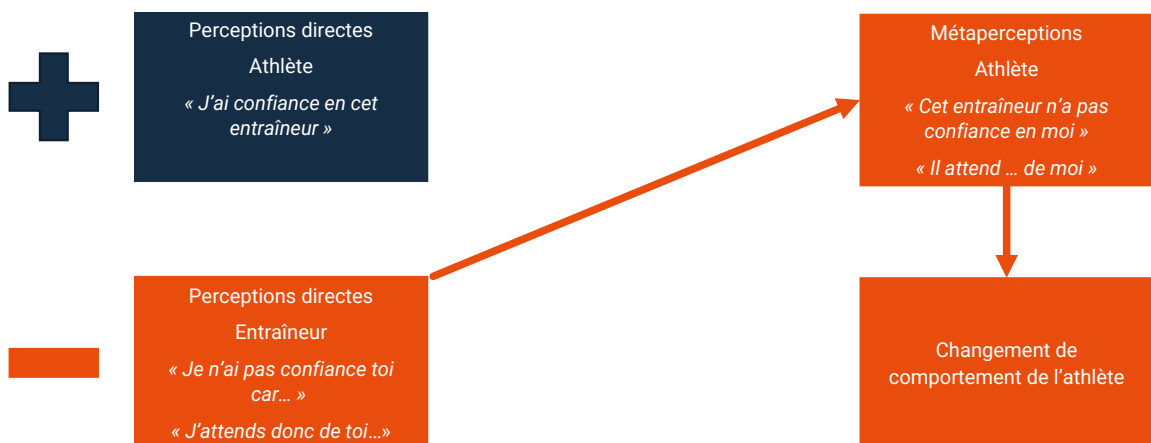 Perceptions directes
Athlète
« J'ai confiance en cet
entraîneur »
Métaperceptions
Athlète
« Cet entraîneur n'a pas
confiance en moi »
« Il attend ... de moi »
Perceptions directes
Entraîneur
« Je n'ai pas confiance toi
car... »
« J'attends donc de toi...»
Changement de
comportement de l'athlète